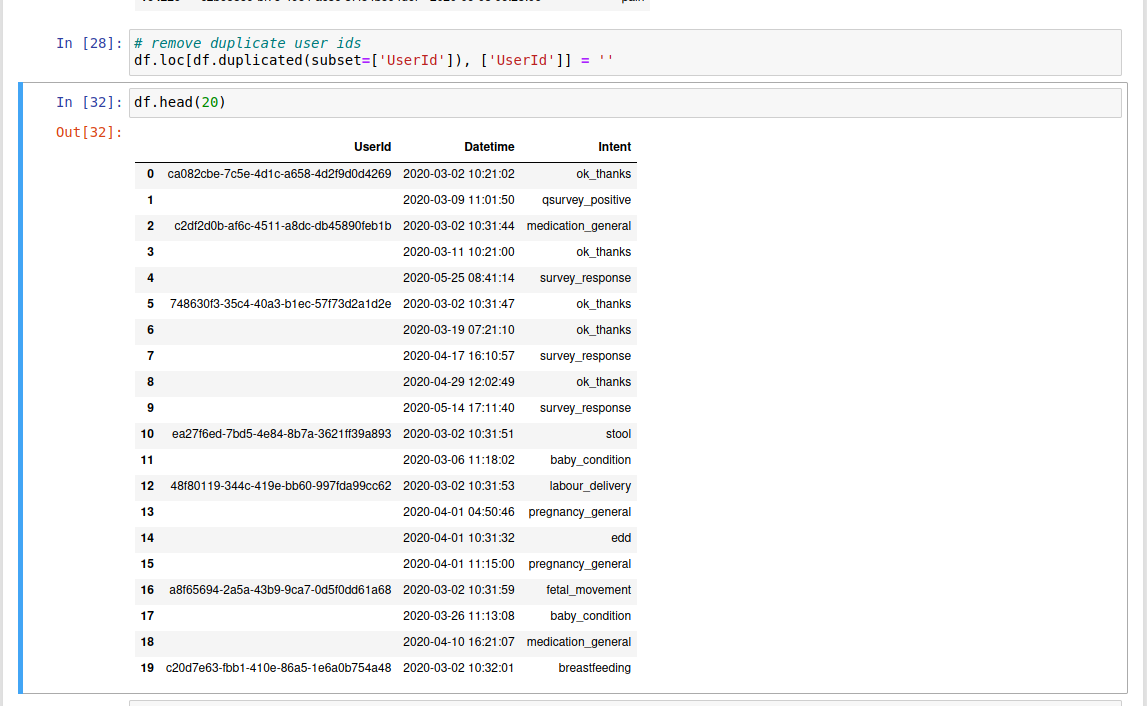 In [28]: # remove duplicate user ids
df.loc[df.duplicated(subset=['UserId']), ['UserId']] = ''
In [32]: df.head(20)
Out[32]:
UserId Datetime Intent
0 ca082cbe-7c5e-4d1c-a658-4d2f9d0d4269 2020-03-02 10:21:02 ok_thanks
1 2020-03-09 11:01:50 qsurvey_positive
2 c2df2d0b-af6c-4511-a8dc-db45890feb1b 2020-03-02 10:31:44 medication_general
3 2020-03-11 10:21:00 ok_thanks
4 2020-05-25 08:41:14 survey_response
5 748630f3-35c4-40a3-b1ec-57f73d2a1d2e 2020-03-02 10:31:47 ok_thanks
6 2020-03-19 07:21:10 ok_thanks
7 2020-04-17 16:10:57 survey_response
8 2020-04-29 12:02:49 ok_thanks
9 2020-05-14 17:11:40 survey_response
10 ea27f6ed-7bd5-4e84-8b7a-3621ff39a893 2020-03-02 10:31:51 stool
11 2020-03-06 11:18:02 baby_condition
12 48f80119-344c-419e-bb60-997fda99cc62 2020-03-02 10:31:53 labour_delivery
13 2020-04-01 04:50:46 pregnancy_general
14 2020-04-01 10:31:32 edd
15 2020-04-01 11:15:00 pregnancy_general
16 a8f65694-2a5a-43b9-9ca7-0d5f0dd61a68 2020-03-02 10:31:59 fetal_movement
17 2020-03-26 11:13:08 baby_condition
18 2020-04-10 16:21:07 medication_general
19 c20d7e63-fbb1-410e-86a5-1e6a0b754a48 2020-03-02 10:32:01 breastfeeding